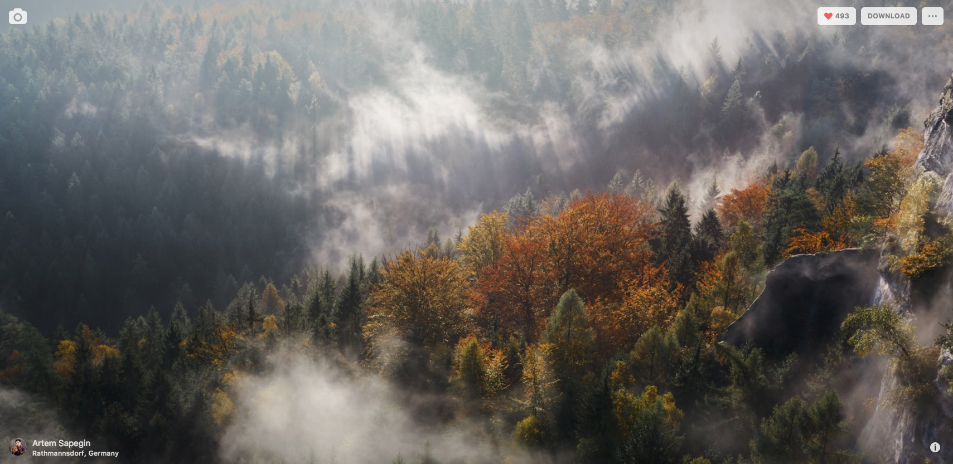 493
DOWNLOAD
Artem Sapegin
Rathmannsdorf, Germany